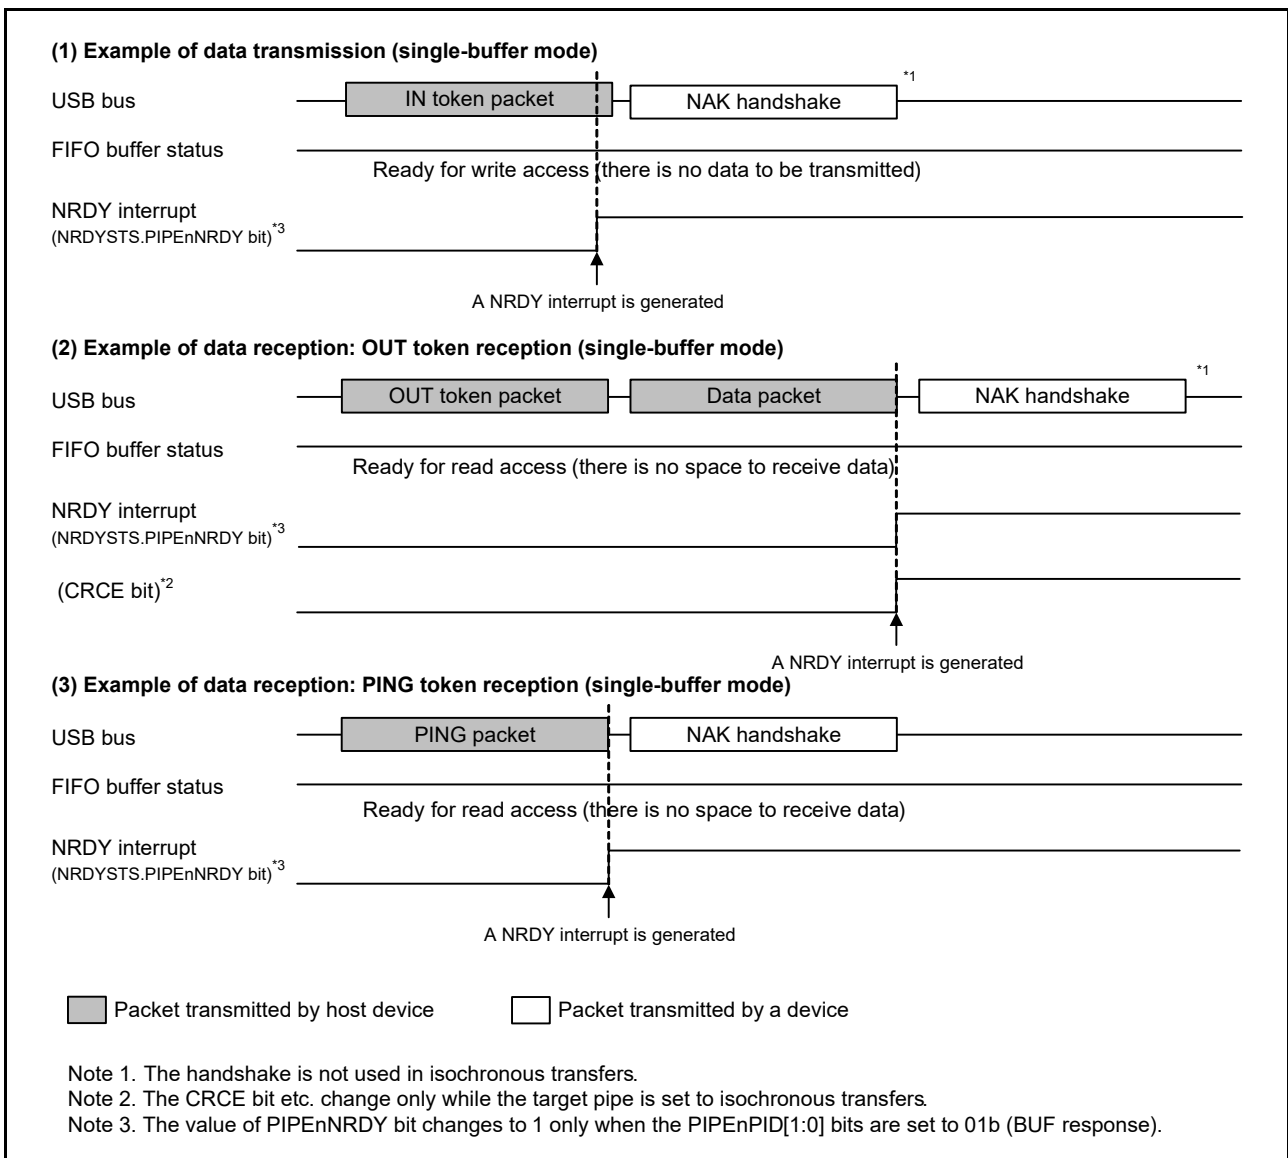 (1) Example of data transmission (single-buffer mode)
USB bus
IN token packet
NAK handshake
*1
FIFO buffer status
Ready for write access (there is no data to be transmitted)
NRDY interrupt
(NRDYSTS.PIPEnNRDY bit)*3
A NRDY interrupt is generated
(2) Example of data reception: OUT token reception (single-buffer mode)
USB bus
OUT token packet
Data packet
NAK handshake
*1
FIFO buffer status
Ready for read access (there is no space to receive data)
NRDY interrupt
(NRDYSTS.PIPEnNRDY bit)*3
(CRCE bit)*2
A NRDY interrupt is generated
(3) Example of data reception: PING token reception (single-buffer mode)
USB bus
PING packet
NAK handshake
FIFO buffer status
Ready for read access (there is no space to receive data)
NRDY interrupt
(NRDYSTS.PIPEnNRDY bit)*3
A NRDY interrupt is generated
Packet transmitted by host device
Packet transmitted by a device
Note 1. The handshake is not used in isochronous transfers.
Note 2. The CRCE bit etc. change only while the target pipe is set to isochronous transfers.
Note 3. The value of PIPEnNRDY bit changes to 1 only when the PIPEnPID[1:0] bits are set to 01b (BUF response).